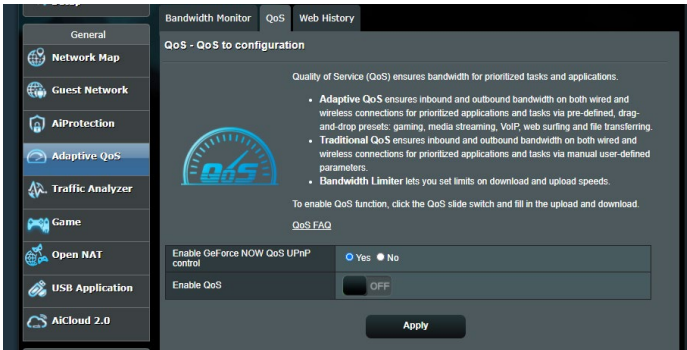 Bandwidth Monitor QoS Web History
General
QoS - QoS to configuration
Network Map
Quality of Service (QoS) ensures bandwidth for prioritized tasks and applications.
Guest Network
• Adaptive QoS ensures inbound and outbound bandwidth on both wired and
wireless connections for prioritized applications and tasks via pre-defined, drag-
and-drop presets: gaming, media streaming, VoIP, web surfing and file transferring.
AiProtection
• Traditional QoS ensures inbound and outbound bandwidth on both wired and
wireless connections for prioritized applications and tasks via manual user-defined
parameters.
Adaptive QoS
QoS
• Bandwidth Limiter lets you set limits on download and upload speeds.
Traffic Analyzer
To enable QoS function, click the QoS slide switch and fill in the upload and download.
Game
QoS FAQ
Open NAT
Enable GeForce NOW QoS UPnP
control
Yes No
USB Application
Enable QoS OFF
AiCloud 2.0
Apply